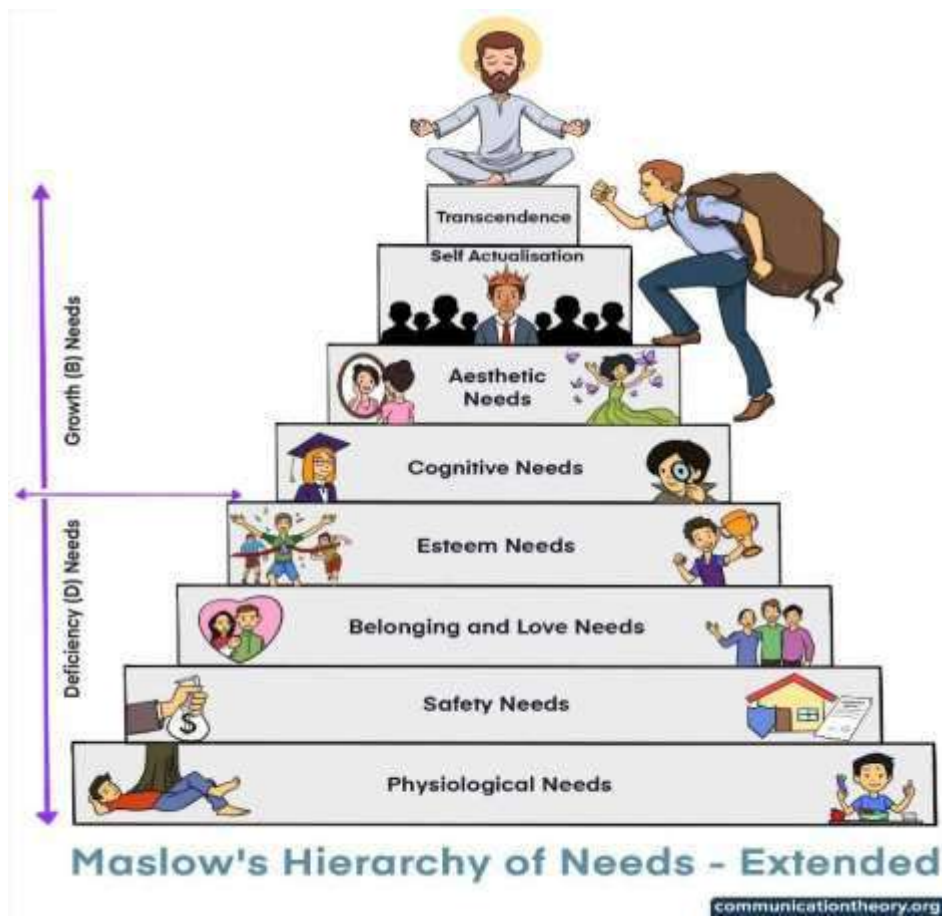 Transcendence
Self Actualisation
Aesthetic
Needs
Cognitive Needs
Esteem Needs
Belonging and Love Needs
Safety Needs
$
Physiological Needs
Growth (B) Needs
Deficiency (D) Needs
Maslow's Hierarchy of Needs - Extended
communicationtheory.org